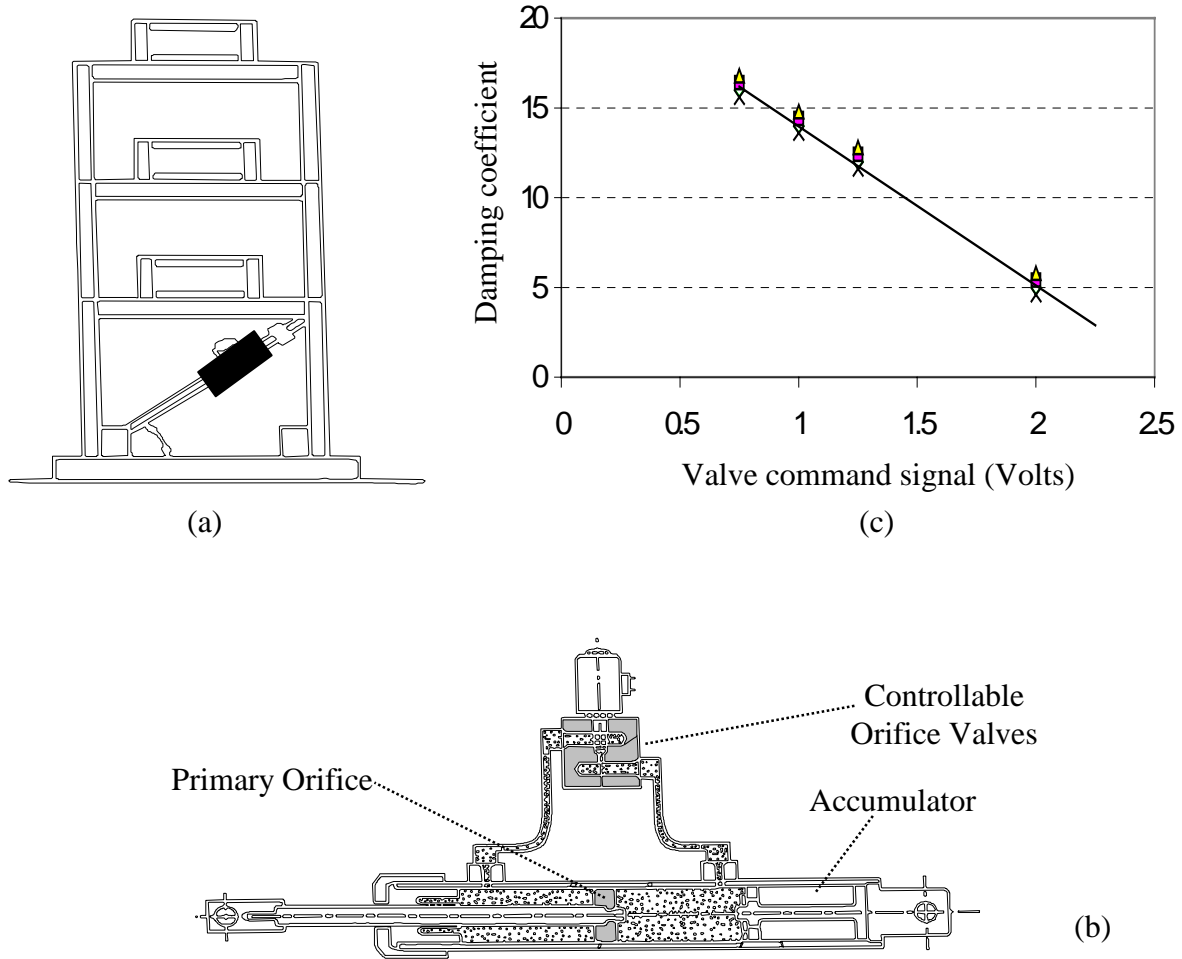 20
15
10
5
0
Damping coefficient
0 0.5 1 1.5 2 2.5
Valve command signal (Volts)
(a)
(c)
Controllable
Orifice Valves
Primary Orifice
Accumulator
(b)